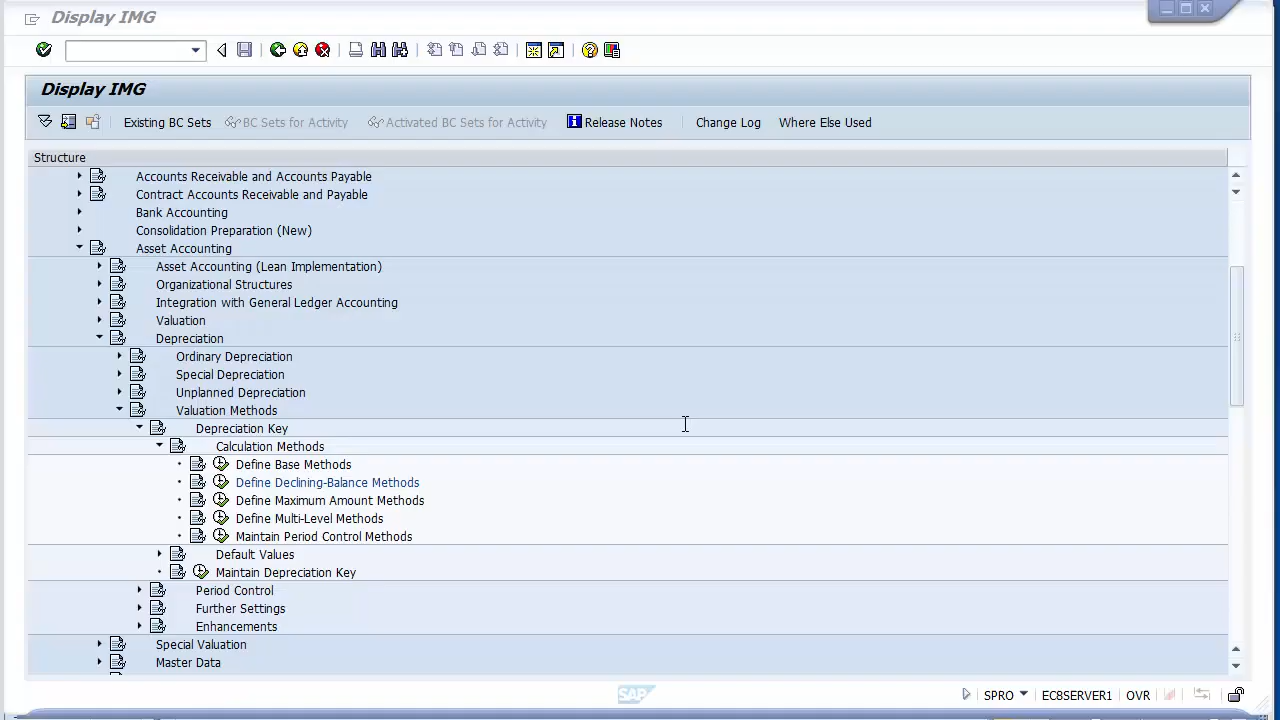 Display IMG
Display IMG
Existing BC Sets BC Sets for Activity Activated BC Sets for Activity Release Notes Change Log Where Else Used
Structure
Accounts Receivable and Accounts Payable
Contract Accounts Receivable and Payable
Bank Accounting
Consolidation Preparation (New)
Asset Accounting
Asset Accounting (Lean Implementation)
Organizational Structures
Integration with General Ledger Accounting
Valuation
Depreciation
Ordinary Depreciation
Special Depreciation
Unplanned Depreciation
Valuation Methods
Depreciation Key
Calculation Methods
Define Base Methods
Define Declining-Balance Methods
Define Maximum Amount Methods
Define Multi-Level Methods
Maintain Period Control Methods
Default Values
Maintain Depreciation Key
Period Control
Further Settings
Enhancements
Special Valuation
Master Data
SAP SPRO EC8SERVER1 OVR